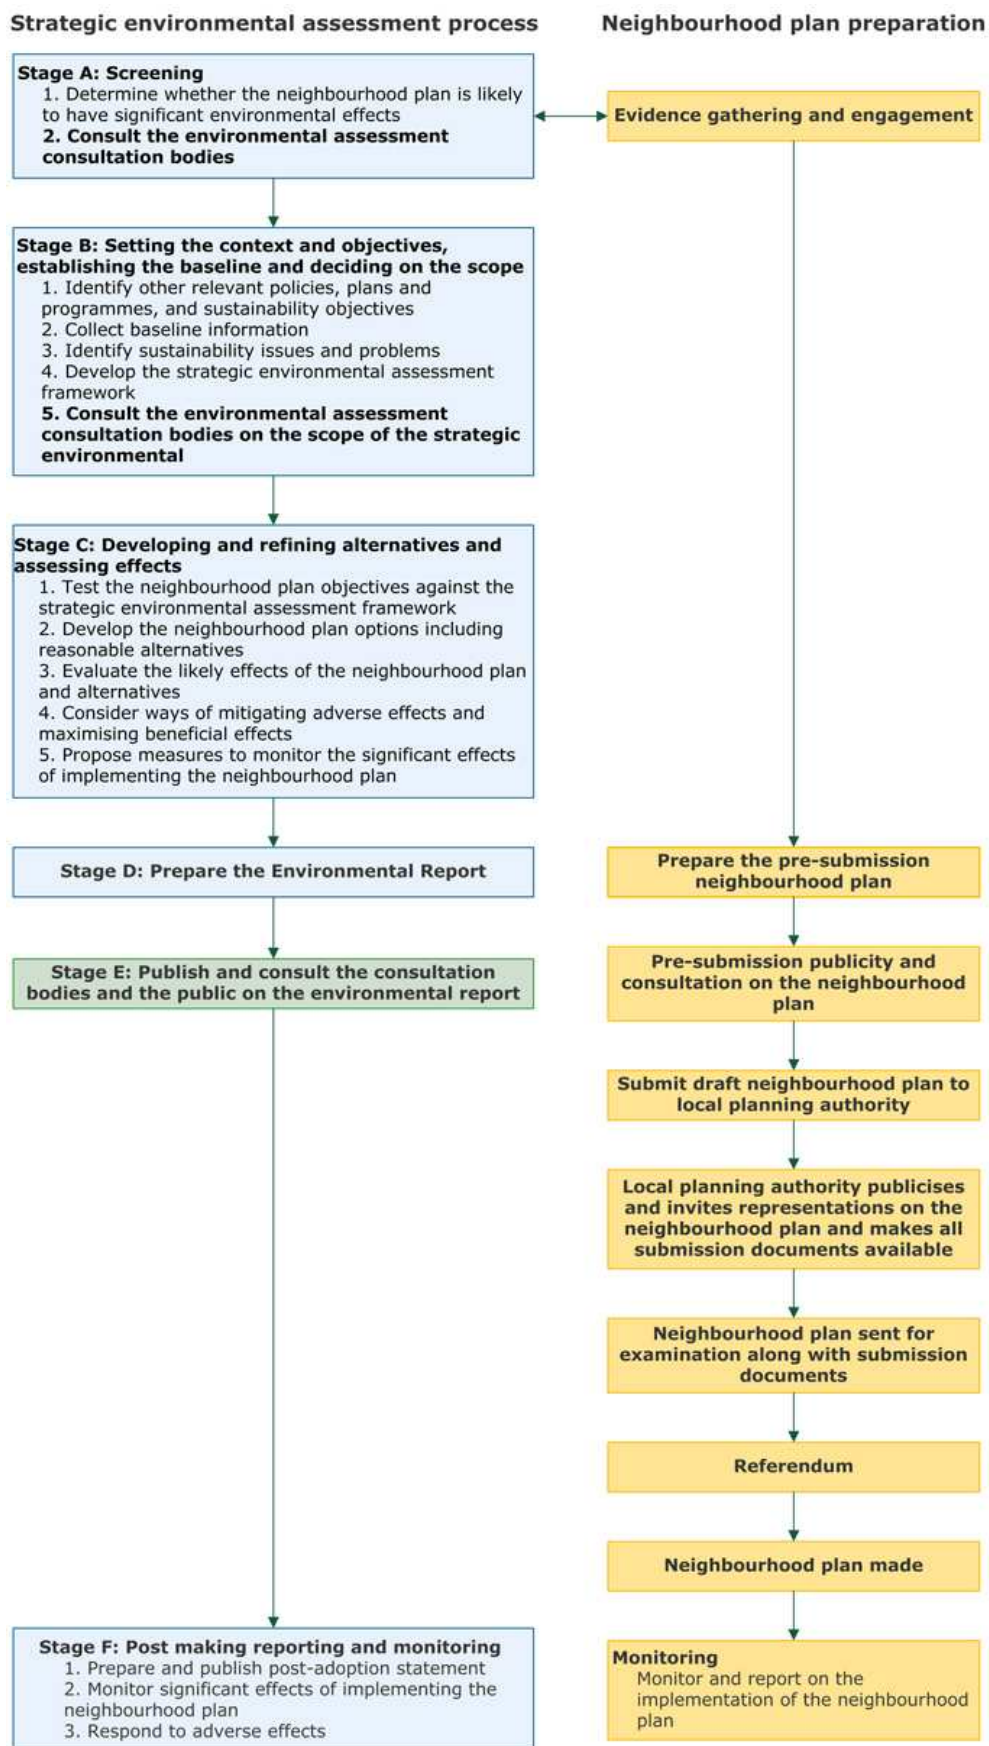 Strategic environmental assessment process
Neighbourhood plan preparation
Stage A: Screening
1. Determine whether the neighbourhood plan is likely
to have significant environmental effects
2. Consult the environmental assessment
consultation bodies
Evidence gathering and engagement
Stage B: Setting the context and objectives,
establishing the baseline and deciding on the scope
1. Identify other relevant policies, plans and
programmes, and sustainability objectives
2. Collect baseline information
3. Identify sustainability issues and problems
4. Develop the strategic environmental assessment
framework
5. Consult the environmental assessment
consultation bodies on the scope of the strategic
environmental
Stage C: Developing and refining alternatives and
assessing effects
1. Test the neighbourhood plan objectives against the
strategic environmental assessment framework
2. Develop the neighbourhood plan options including
reasonable alternatives
3. Evaluate the likely effects of the neighbourhood plan
and alternatives
4. Consider ways of mitigating adverse effects and
maximising beneficial effects
5. Propose measures to monitor the significant effects
of implementing the neighbourhood plan
Stage D: Prepare the Environmental Report
Prepare the pre-submission
neighbourhood plan
Stage E: Publish and consult the consultation
bodies and the public on the environmental report
Pre-submission publicity and
consultation on the neighbourhood
plan
Submit draft neighbourhood plan to
local planning authority
Local planning authority publicises
and invites representations on the
neighbourhood plan and makes all
submission documents available
Neighbourhood plan sent for
examination along with submission
documents
Referendum
Neighbourhood plan made
Stage F: Post making reporting and monitoring
1. Prepare and publish post-adoption statement
2. Monitor significant effects of implementing the
neighbourhood plan
3. Respond to adverse effects
Monitoring
Monitor and report on the
implementation of the neighbourhood
plan